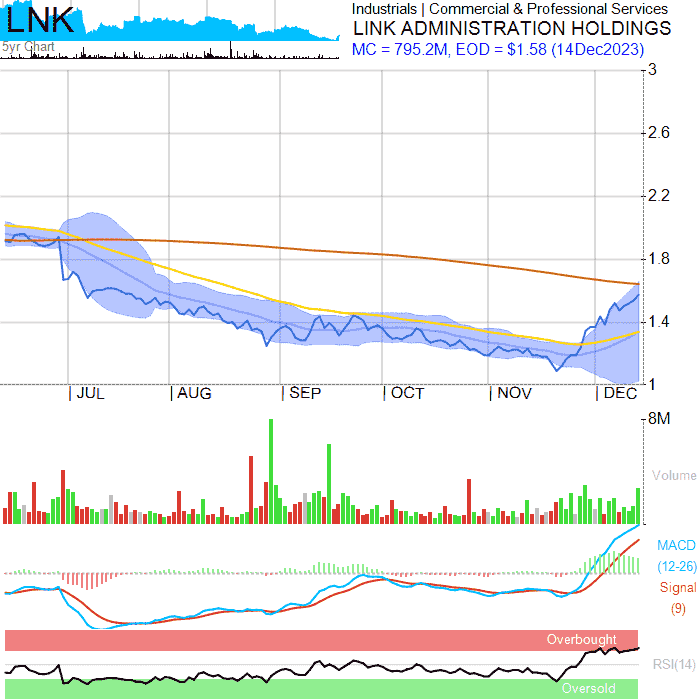 LNK
5yr Chart
Industrials | Commercial & Professional Services
LINK ADMINISTRATION HOLDINGS
MC = 795.2M, EOD = $1.58 (14Dec2023)
3
2.6
2.2
1.8
1.4
1
JUL AUG SEP OCT NOV DEC
8M
Volume
MACD
(12-26)
Signal
(9)
Overbought
RSI(14)
Oversold